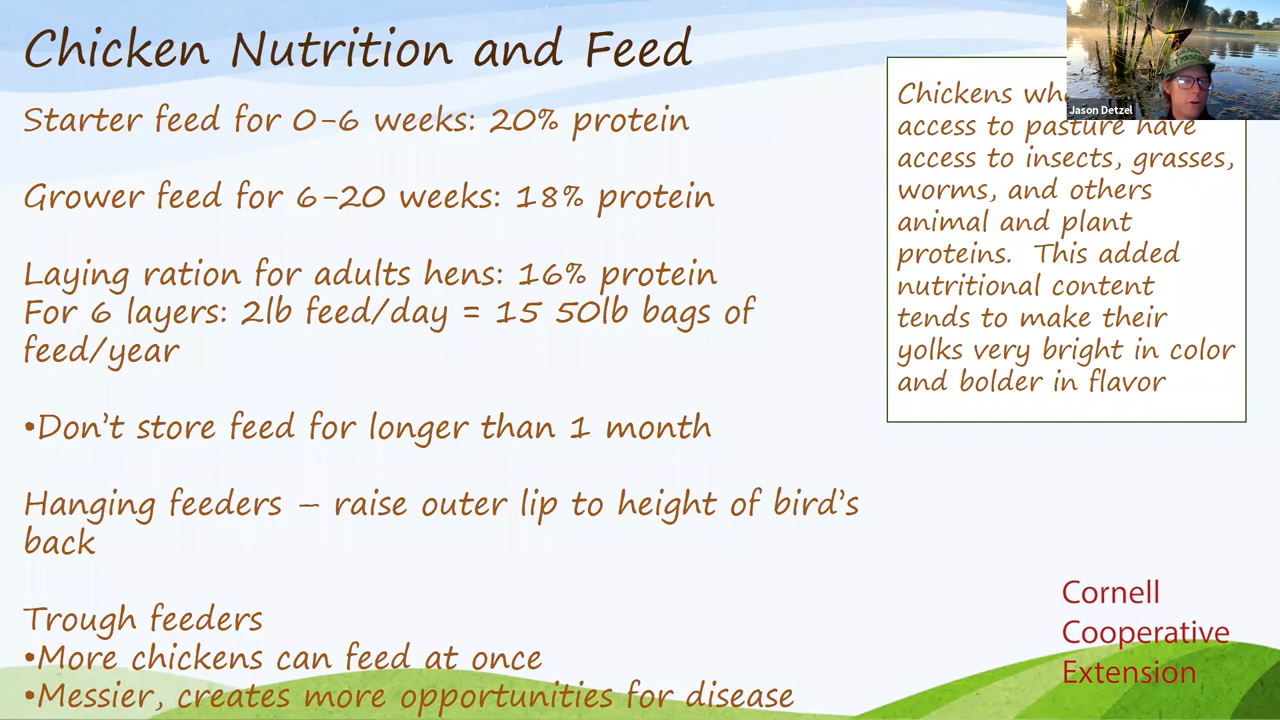 Chicken Nutrition and Feed
Starter feed for 0-6 weeks: 20% protein
Grower feed for 6-20 weeks: 18% protein
Laying ration for adults hens: 16% protein
For 6 layers: 2lb feed/day = 15 50lb bags of
feed/year
•Don't store feed for longer than 1 month
Hanging feeders – raise outer lip to height of bird's
back
Trough feeders
•More chickens can feed at once
•Messier, creates more opportunities for disease
Chickens
access to pasture have
access to insects, grasses,
worms, and others
animal and plant
proteins. This added
nutritional content
tends to make their
yolks very bright in color
and bolder in flavor
Jason Detzel
Cornell
Cooperative
Extension